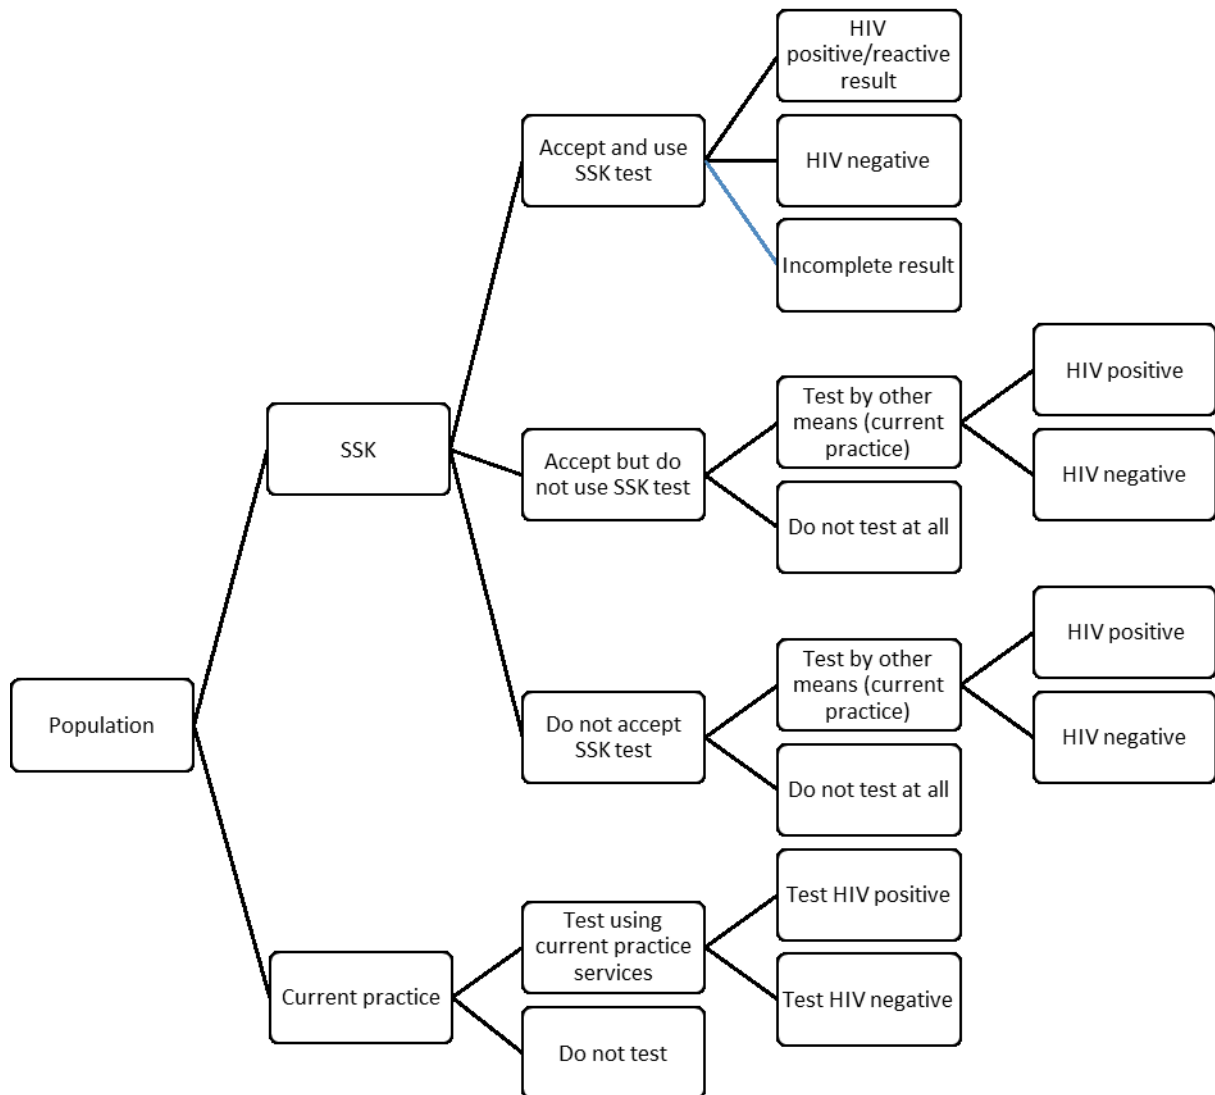 HIV
positive/reactive
result
Accept and use
SSK test
HIV negative
Incomplete result
SSK
Accept but do
not use SSK test
Test by other
means (current
practice)
HIV positive
HIV negative
Do not test at all
Population
Do not accept
SSK test
Test by other
means (current
practice)
HIV positive
HIV negative
Do not test at all
Current practice
Test using
current practice
services
Test HIV positive
Test HIV negative
Do not test